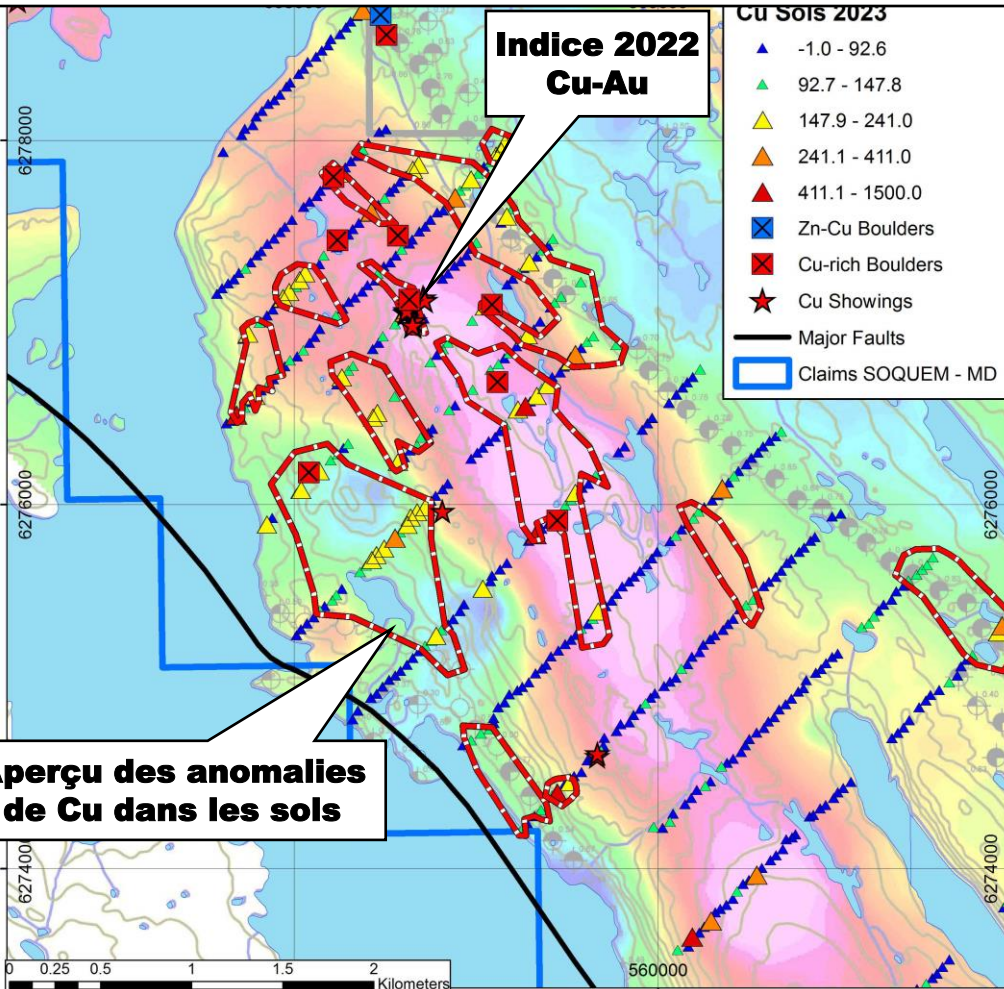 Cu Sols 2023
-1.0 - 92.6
92.7 - 147.8
147.9 - 241.0
241.1 - 411.0
411.1 - 1500.0
Zn-Cu Boulders
Cu-rich Boulders
Cu Showings
Major Faults
Claims SOQUEM - MD
Indice 2022
Cu-Au
6278000
6276000
6276000
Aperçu des anomalies
de Cu dans les sols
6274000
6274000
560000
0 0.25 0.5 1 1.5 2
Kilometers